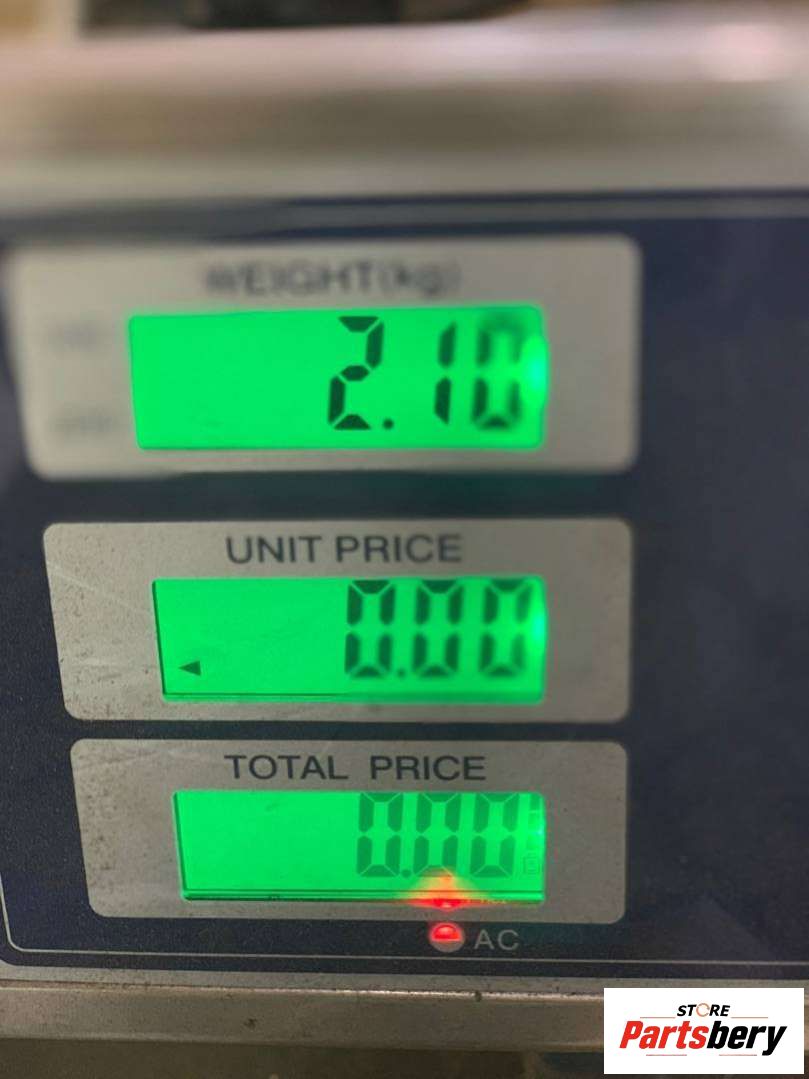 WEIGHT(kg)
2.10
UNIT PRICE
0.00
TOTAL PRICE
0.00
AC
STORE
Partsbery